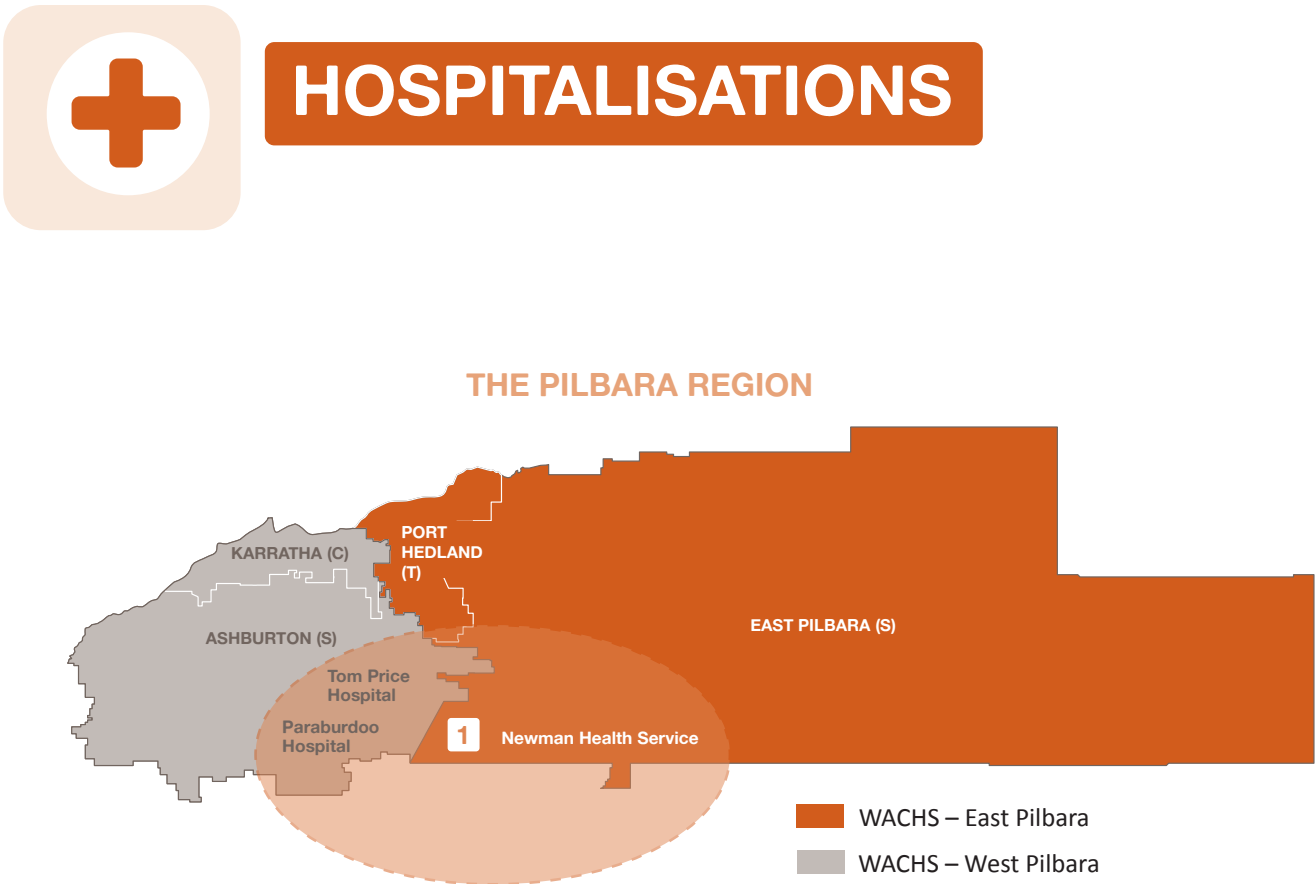 HOSPITALISATIONS
THE PILBARA REGION
PORT
HEDLAND
(T)
KARRATHA (C)
ASHBURTON (S)
EAST PILBARA (S)
Tom Price
Hospital
Paraburdoo
Hospital
1
Newman Health Service
WACHS – East Pilbara
WACHS – West Pilbara